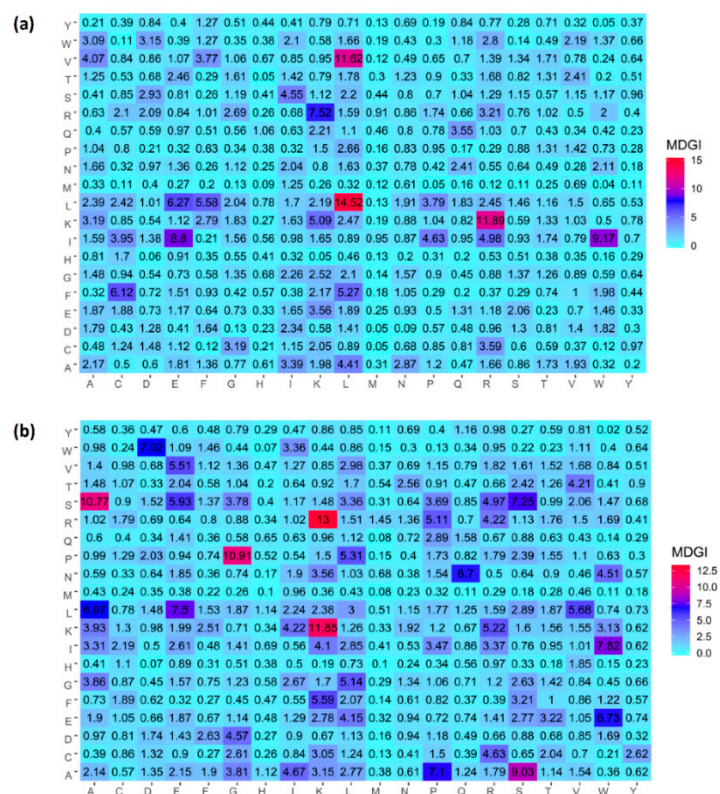 (a)
Y 0.21 0.39 0.84 0.4 1.27 0.51 0.44 0.41 0.79 0.71 0.13 0.69 0.19 0.84 0.77 0.28 0.71 0.32 0.05 0.37
W 3.09 0.11 3.15 0.39 1.27 0.35 0.38 2.1 0.58 1.66 0.19 0.43 0.3 1.18 2.8 0.14 0.49 2.19 1.37 0.66
V 4.07 0.84 0.86 1.07 3.77 1.06 0.41 0.85 0.95 11.62 0.12 0.49 0.65 0.7 1.39 1.34 1.71 0.78 0.24 0.64
T 1.25 0.53 0.68 2.46 0.29 1.61 0.05 1.42 0.79 1.78 0.3 1.23 0.9 0.33 1.68 0.82 1.31 2.41 0.2 0.51
S 0.41 0.85 2.93 0.81 0.26 1.19 0.41 4.55 1.12 2.2 0.44 0.8 0.7 1.04 1.29 1.15 0.57 1.15 1.17 0.96
R 0.63 2.1 2.09 0.84 1.01 2.69 0.26 0.68 7.52 1.59 0.91 0.86 1.74 0.66 3.21 0.76 1.02 0.5 2 0.4
Q 0.4 0.57 0.59 0.97 0.51 0.56 1.06 0.63 2.21 1.1 0.46 0.8 0.78 3.55 1.03 0.7 0.43 0.34 0.42 0.23
P 1.04 0.8 0.21 0.32 0.63 0.34 0.38 0.32 1.5 2.66 0.16 0.83 0.95 0.17 0.95 0.78 1.31 1.42 0.73 0.28
N 1.66 0.32 0.97 1.36 0.26 1.12 0.25 2.04 0.8 1.63 0.37 0.78 0.42 2.41 0.55 0.64 0.49 0.28 2.11 0.18
M 0.33 0.11 0.4 0.27 0.2 0.13 0.09 1.25 0.26 0.32 0.12 0.61 0.05 0.16 0.12 0.11 0.25 0.69 0.04 0.11
L 2.39 2.42 1.01 6.27 5.58 2.04 0.78 1.7 2.19 14.52 0.13 1.91 3.79 1.83 2.45 1.46 1.16 1.5 0.65 0.53
K 3.19 0.85 0.54 1.12 2.79 1.83 0.27 1.63 5.09 2.47 0.19 0.88 1.04 0.82 11.89 0.59 1.33 1.03 0.5 0.78
I 1.59 3.95 1.38 8.8 0.21 1.56 0.56 0.98 1.65 0.89 0.95 0.87 4.63 0.95 4.98 0.53 1.74 0.79 9.17 0.7
H 0.81 1.7 0.06 0.91 0.35 0.55 0.41 0.32 1.05 0.46 0.13 0.2 0.31 0.2 0.53 0.51 0.38 0.35 0.16 0.29
G 1.48 0.94 0.54 0.73 0.58 1.35 0.68 2.26 2.52 2.1 0.14 1.57 0.9 0.45 0.88 1.37 1.26 0.89 0.59 0.64
F 0.32 6.12 0.72 1.51 0.93 0.42 0.57 0.38 2.17 5.27 0.18 1.05 0.29 0.2 0.37 0.29 0.74 1 1.98 0.44
E 1.87 1.88 0.73 1.17 0.64 0.73 0.35 1.65 3.56 1.89 0.25 0.93 0.5 1.31 1.18 2.06 0.23 0.7 1.46 0.33
D 1.79 0.43 1.28 0.41 1.64 0.13 0.23 2.34 0.58 1.41 0.05 0.09 0.57 0.48 0.96 1.3 0.81 1.4 1.82 0.3
C 0.48 1.24 1.48 1.12 0.12 3.19 0.21 1.15 2.05 0.89 0.05 0.68 0.85 0.81 3.59 0.6 0.59 0.37 0.12 0.97
A 2.17 0.5 0.6 1.81 1.36 0.77 0.61 3.39 1.98 4.41 0.31 2.87 1.2 0.42 2.66 0.86 1.73 1.93 0.32 0.2
A C D E F G H I K L M N P Q R S T V W Y
MDGI
15
10
5
0
(b)
Y 0.58 0.36 0.47 0.6 0.48 0.79 0.29 0.47 0.86 0.85 0.11 0.69 0.4 1.16 0.98 0.27 0.59 0.81 0.02 0.52
W 0.98 0.24 7.02 1.09 1.46 0.44 0.07 3.36 0.44 0.86 0.15 0.3 0.13 0.34 0.95 0.22 0.23 1.11 0.4 0.64
V 1.4 0.98 0.68 5.51 1.12 1.36 0.47 1.27 0.85 2.98 0.37 0.69 1.15 0.79 1.82 1.61 1.52 1.68 0.84 0.51
T 1.48 1.07 0.33 2.04 0.58 1.04 0.2 0.64 0.92 1.7 0.54 2.56 0.91 0.47 0.66 2.42 1.26 4.21 0.41 0.9
S 10.77 0.9 1.52 5.93 1.37 3.78 0.4 1.17 1.48 3.36 0.31 0.64 3.69 0.85 4.97 7.25 0.99 2.06 1.47 0.68
R 1.02 1.79 0.69 0.64 0.8 0.88 0.34 1.02 13 1.51 1.45 1.36 5.11 0.7 4.22 1.13 1.76 1.5 1.69 0.41
Q 0.6 0.4 0.34 1.41 0.36 0.58 0.65 0.63 0.96 1.12 0.08 0.72 2.89 1.58 0.67 0.88 0.63 0.43 0.14 0.29
P 0.99 1.29 2.03 0.94 0.74 10.91 0.52 0.54 1.5 5.31 0.15 0.4 1.73 0.82 1.79 2.39 1.55 1.1 0.63 0.3
N 0.59 0.33 0.64 1.85 0.36 0.74 0.17 1.9 3.56 1.03 0.68 0.38 1.54 6.7 0.5 0.64 0.9 0.46 4.51 0.57
M 0.43 0.24 0.35 0.38 0.22 0.26 0.1 0.96 0.36 0.43 0.08 0.17 0.23 0.32 0.11 0.29 0.18 0.28 0.18 0.11
L 6.97 0.78 1.48 7.5 1.53 1.87 1.14 2.24 2.38 3 0.51 1.15 1.77 1.25 1.59 2.89 1.87 5.68 0.74 0.73
K 3.93 1.3 0.98 1.99 2.51 0.71 0.34 4.22 11.85 1.26 0.33 1.92 1.2 0.67 5.22 1.6 1.55 3.13 0.62
I 3.31 2.19 0.5 2.61 0.48 1.41 0.69 0.56 4.1 2.85 0.41 0.53 3.47 0.86 3.37 0.76 0.95 1.01 7.82 0.62
H 0.41 1.1 0.07 0.89 0.31 0.51 0.38 0.5 0.19 0.73 0.1 0.24 0.34 0.56 0.97 0.33 0.18 1.85 0.15 0.23
G 3.86 0.87 0.45 1.57 0.75 1.23 0.58 2.67 1.7 5.14 0.29 1.34 1.06 0.71 1.2 2.63 1.42 0.84 0.45 0.66
F 0.73 1.89 0.62 0.32 0.27 0.45 0.47 0.55 5.59 2.07 0.14 0.61 0.82 0.37 0.52 3.21 1.01 0.86 1.22 0.57
E 1.9 1.05 0.66 1.87 0.67 1.14 0.48 1.29 2.78 4.15 0.32 0.94 0.72 0.74 1.41 2.77 3.22 1.05 6.73 0.74
D 0.97 0.81 1.74 1.43 2.63 4.57 0.27 0.9 0.67 1.13 0.16 0.94 1.18 0.49 0.66 0.88 0.68 0.88 1.69 0.32
C 0.39 0.86 1.32 0.9 0.27 2.61 0.26 0.84 3.05 1.24 0.13 0.41 1.5 0.39 4.63 0.65 2.04 0.7 0.22 2.62
A 2.14 0.57 1.35 2.15 1.9 3.81 1.12 4.67 3.15 2.77 0.38 0.61 7.1 1.24 1.79 9.03 1.14 1.54 0.36 0.62
A C D E F G H I K L M N P Q R S T V W Y
MDGI
12.5
10.0
7.5
5.0
2.5
0.0